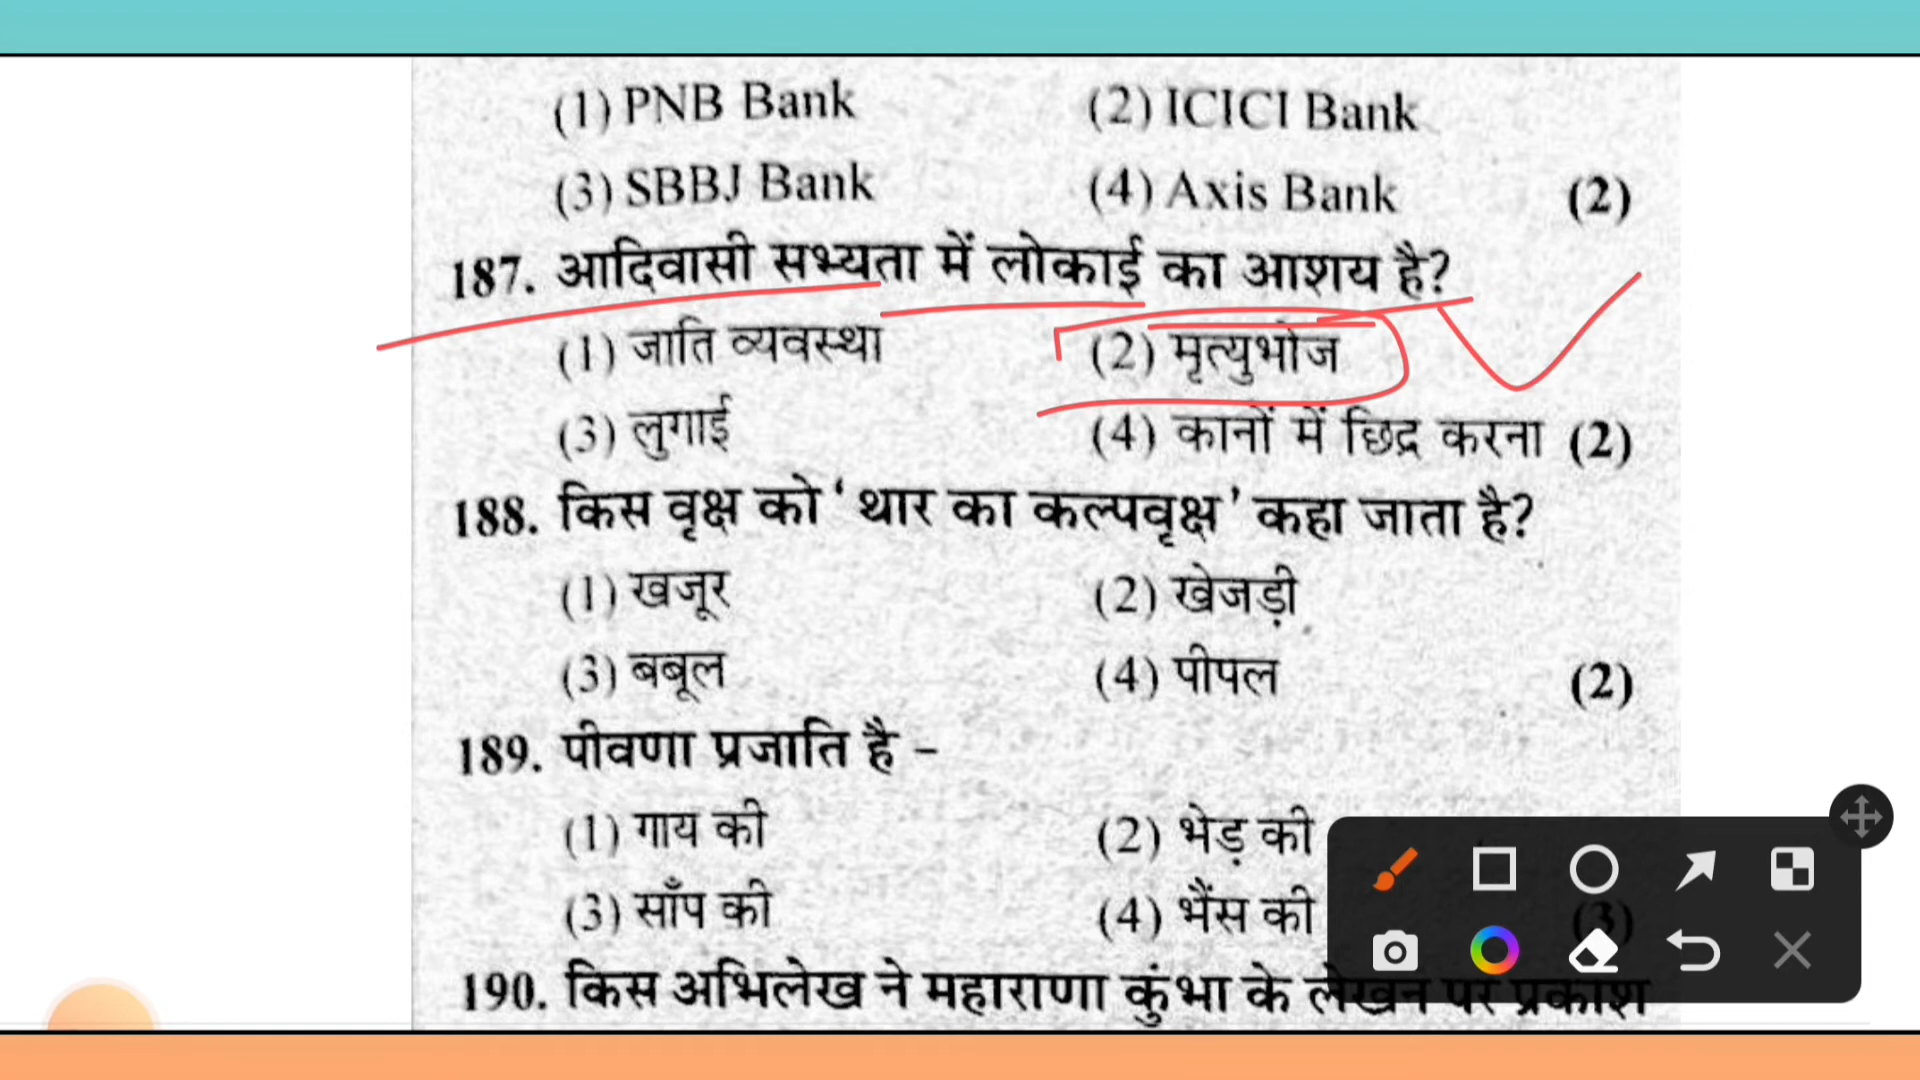 (1) PNB Bank (2) ICICI Bank
(3) SBBJ Bank (4) Axis Bank (2)
187. आदिवासी सभ्यता में लोकाई का आशय है?
(1) जाति व्यवस्था (2) मृत्युभोज
(3) लुगाई (4) कानों में छिद्र करना (2)
188. किस वृक्ष को ‘थार का कल्पवृक्ष’ कहा जाता है?
(1) खजूर (2) खेजड़ी
(3) बबूल (4) पीपल (2)
189. पीवणा प्रजाति है –
(1) गाय की (2) भेड़ की
(3) साँप की (4) भैंस की (3)
190. किस अभिलेख ने महाराणा कुंभा के लेखन पर प्रकाश